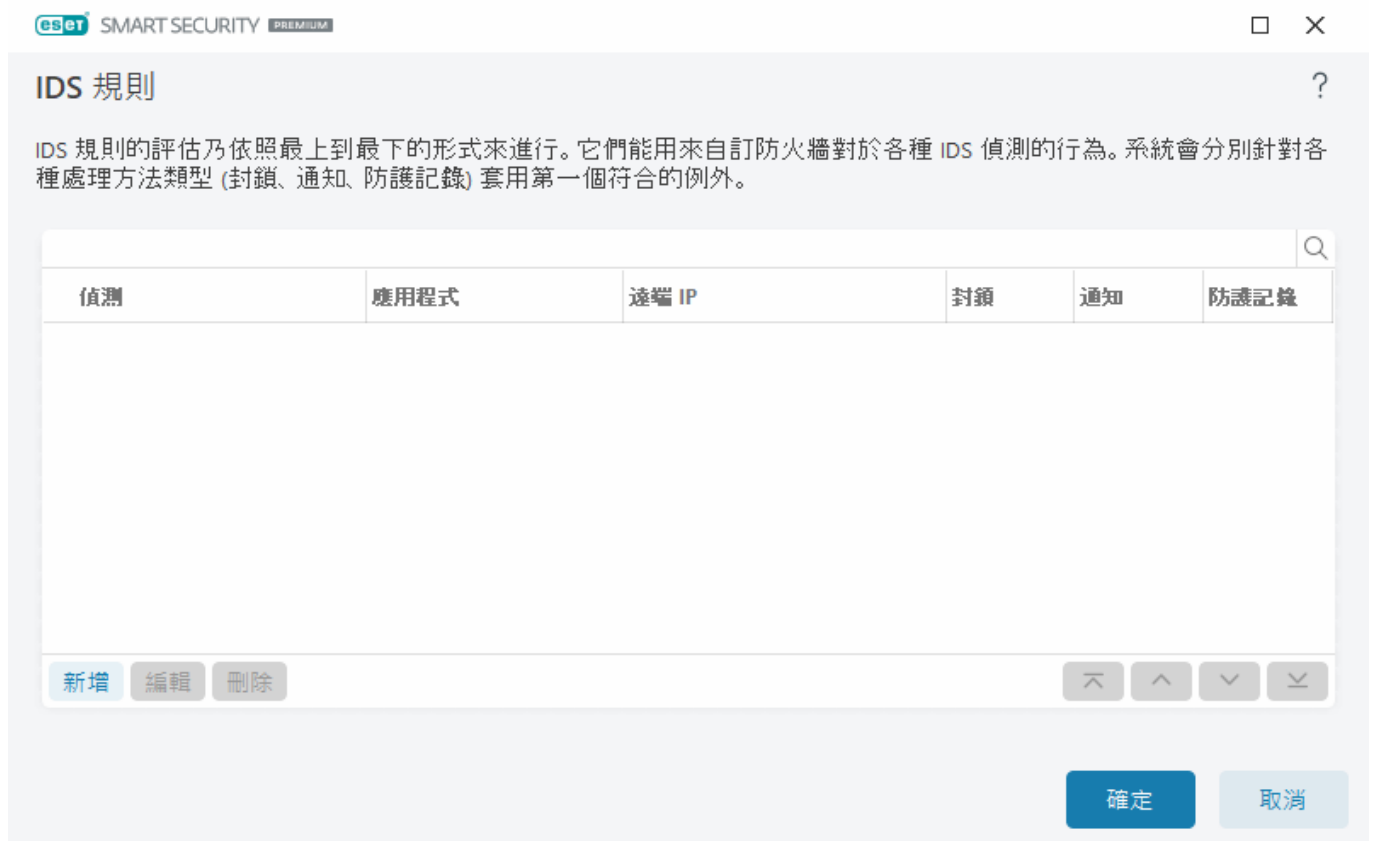 eset SMART SECURITY PREMIUM
IDS 規則
?
IDS 規則的評估乃依照最上到最下的形式來進行。它們能用來自訂防火牆對於各種 IDS 偵測的行為。系統會分別針對各
種處理方法類型 (封鎖、通知、防護記錄) 套用第一個符合的例外。
偵測 應用程式 遠端 IP 封鎖 通知 防護記錄
新增 編輯 刪除
確定 取消